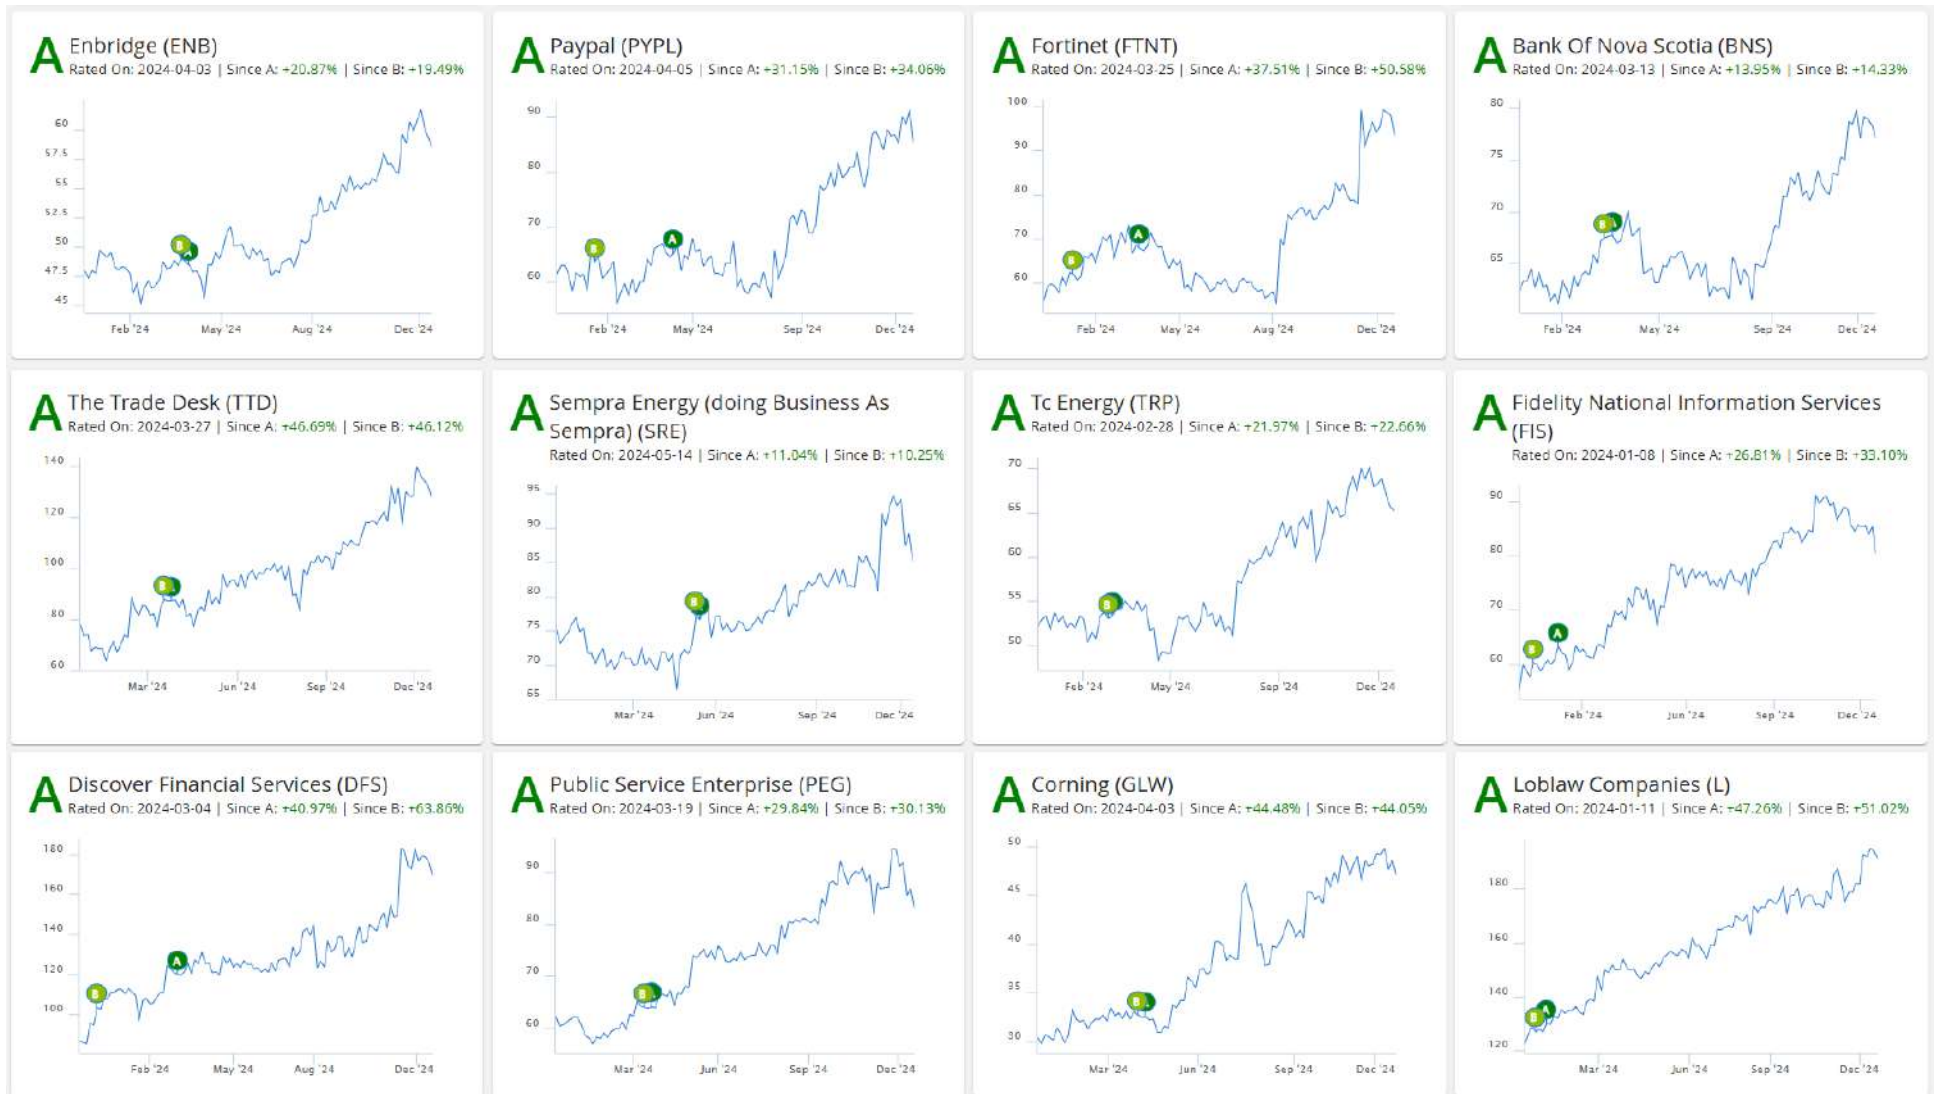 A Enbridge (ENB)
Rated On: 2024-04-03 | Since A: +20.87% | Since B: +19.49%
60
57.5
55
52.5
50
47.5
45
B
A
Feb '24 May '24 Aug '24 Dec '24
A Paypal (PYPL)
Rated On: 2024-04-05 | Since A: +31.15% | Since B: +34.06%
90
80
70
60
B
A
Feb '24 May '24 Sep '24 Dec '24
A Fortinet (FTNT)
Rated On: 2024-03-25 | Since A: +37.51% | Since B: +50.58%
100
90
80
70
60
B
A
Feb '24 May '24 Aug '24 Dec '24
A Bank Of Nova Scotia (BNS)
Rated On: 2024-03-13 | Since A: +13.95% | Since B: +14.33%
80
75
70
65
B
Feb '24 May '24 Sep '24 Dec '24
A The Trade Desk (TTD)
Rated On: 2024-03-27 | Since A: +46.69% | Since B: +46.12%
140
120
100
80
60
B
Mar '24 Jun '24 Sep '24 Dec '24
A Sempra Energy (doing Business As
Sempra) (SRE)
Rated On: 2024-05-14 | Since A: +11.04% | Since B: +10.25%
95
90
85
80
75
70
65
B
Mar '24 Jun '24 Sep '24 Dec '24
A Tc Energy (TRP)
Rated On: 2024-02-28 | Since A: +21.97% | Since B: +22.66%
70
65
60
55
50
B
Feb '24 May '24 Sep '24 Dec '24
A Fidelity National Information Services
(FIS)
Rated On: 2024-01-08 | Since A: +26.81% | Since B: +33.10%
90
80
70
60
B
A
Feb '24 Jun '24 Sep '24 Dec '24
A Discover Financial Services (DFS)
Rated On: 2024-03-04 | Since A: +40.97% | Since B: +63.86%
180
160
140
120
100
B
A
Feb '24 May '24 Aug '24 Dec '24
A Public Service Enterprise (PEG)
Rated On: 2024-03-19 | Since A: +29.84% | Since B: +30.13%
90
80
70
60
B
Mar '24 Jun '24 Sep '24 Dec '24
A Corning (GLW)
Rated On: 2024-04-03 | Since A: +44.48% | Since B: +44.05%
50
45
40
35
30
B
Mar '24 Jun '24 Sep '24 Dec '24
A Loblaw Companies (L)
Rated On: 2024-01-11 | Since A: +47.26% | Since B: +51.02%
180
160
140
120
B
A
Mar '24 Jun '24 Sep '24 Dec '24